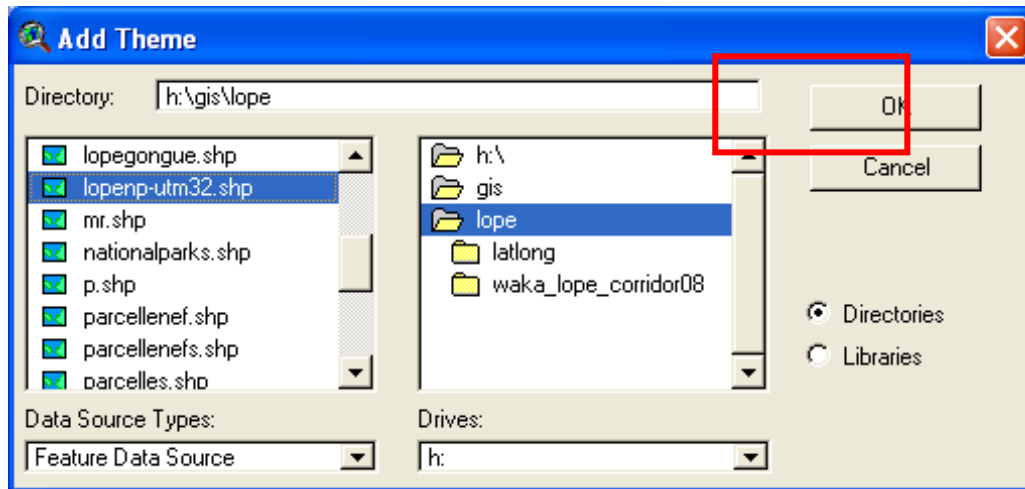 Add Theme
Directory: h:\gis\lope
OK
Cancel
lopegongue.shp
lopenp-utm32.shp
mr.shp
nationalparks.shp
p.shp
parcellenef.shp
parcellenefs.shp
parcelles.shp
h:\
gis
lope
latlong
waka_lope_corridor08
Directories
Libraries
Data Source Types:
Feature Data Source
Drives:
h: